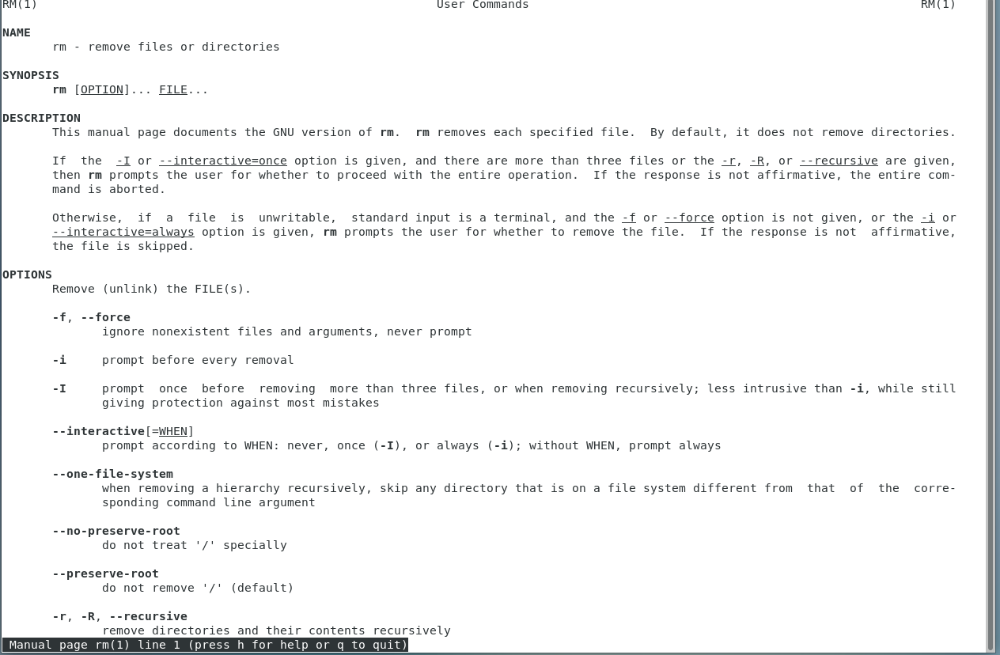 RM(1) User Commands RM(1)
NAME
rm - remove files or directories
SYNOPSIS
rm [OPTION]... FILE...
DESCRIPTION
This manual page documents the GNU version of rm. rm removes each specified file. By default, it does not remove directories.
If the -I or --interactive=once option is given, and there are more than three files or the -r, -R, or --recursive are given,
then rm prompts the user for whether to proceed with the entire operation. If the response is not affirmative, the entire com-
mand is aborted.
Otherwise, if a file is unwritable, standard input is a terminal, and the -f or --force option is not given, or the -i or
--interactive=always option is given, rm prompts the user for whether to remove the file. If the response is not affirmative,
the file is skipped.
OPTIONS
Remove (unlink) the FILE(s).
-f, --force
ignore nonexistent files and arguments, never prompt
-i prompt before every removal
-I prompt once before removing more than three files, or when removing recursively; less intrusive than -i, while still
giving protection against most mistakes
--interactive[=WHEN]
prompt according to WHEN: never, once (-I), or always (-i); without WHEN, prompt always
--one-file-system
when removing a hierarchy recursively, skip any directory that is on a file system different from that of the corre-
sponding command line argument
--no-preserve-root
do not treat '/' specially
--preserve-root
do not remove '/' (default)
-r, -R, --recursive
remove directories and their contents recursively
Manual page rm(1) line 1 (press h for help or q to quit)